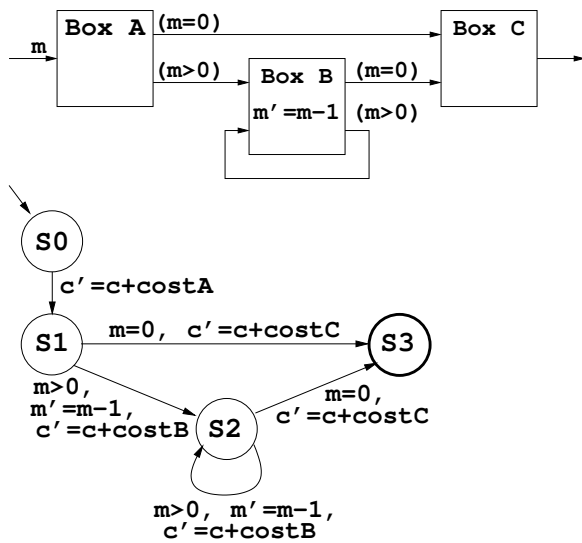 Box A
(m=0)
Box C
m
(m>0)
Box B
(m=0)
m'=m-1
(m>0)
S0
c'=c+costA
S1
m=0, c'=c+costC
S3
m>0,
m'=m-1,
c'=c+costB
S2
m=0,
c'=c+costC
m>0, m'=m-1,
c'=c+costB